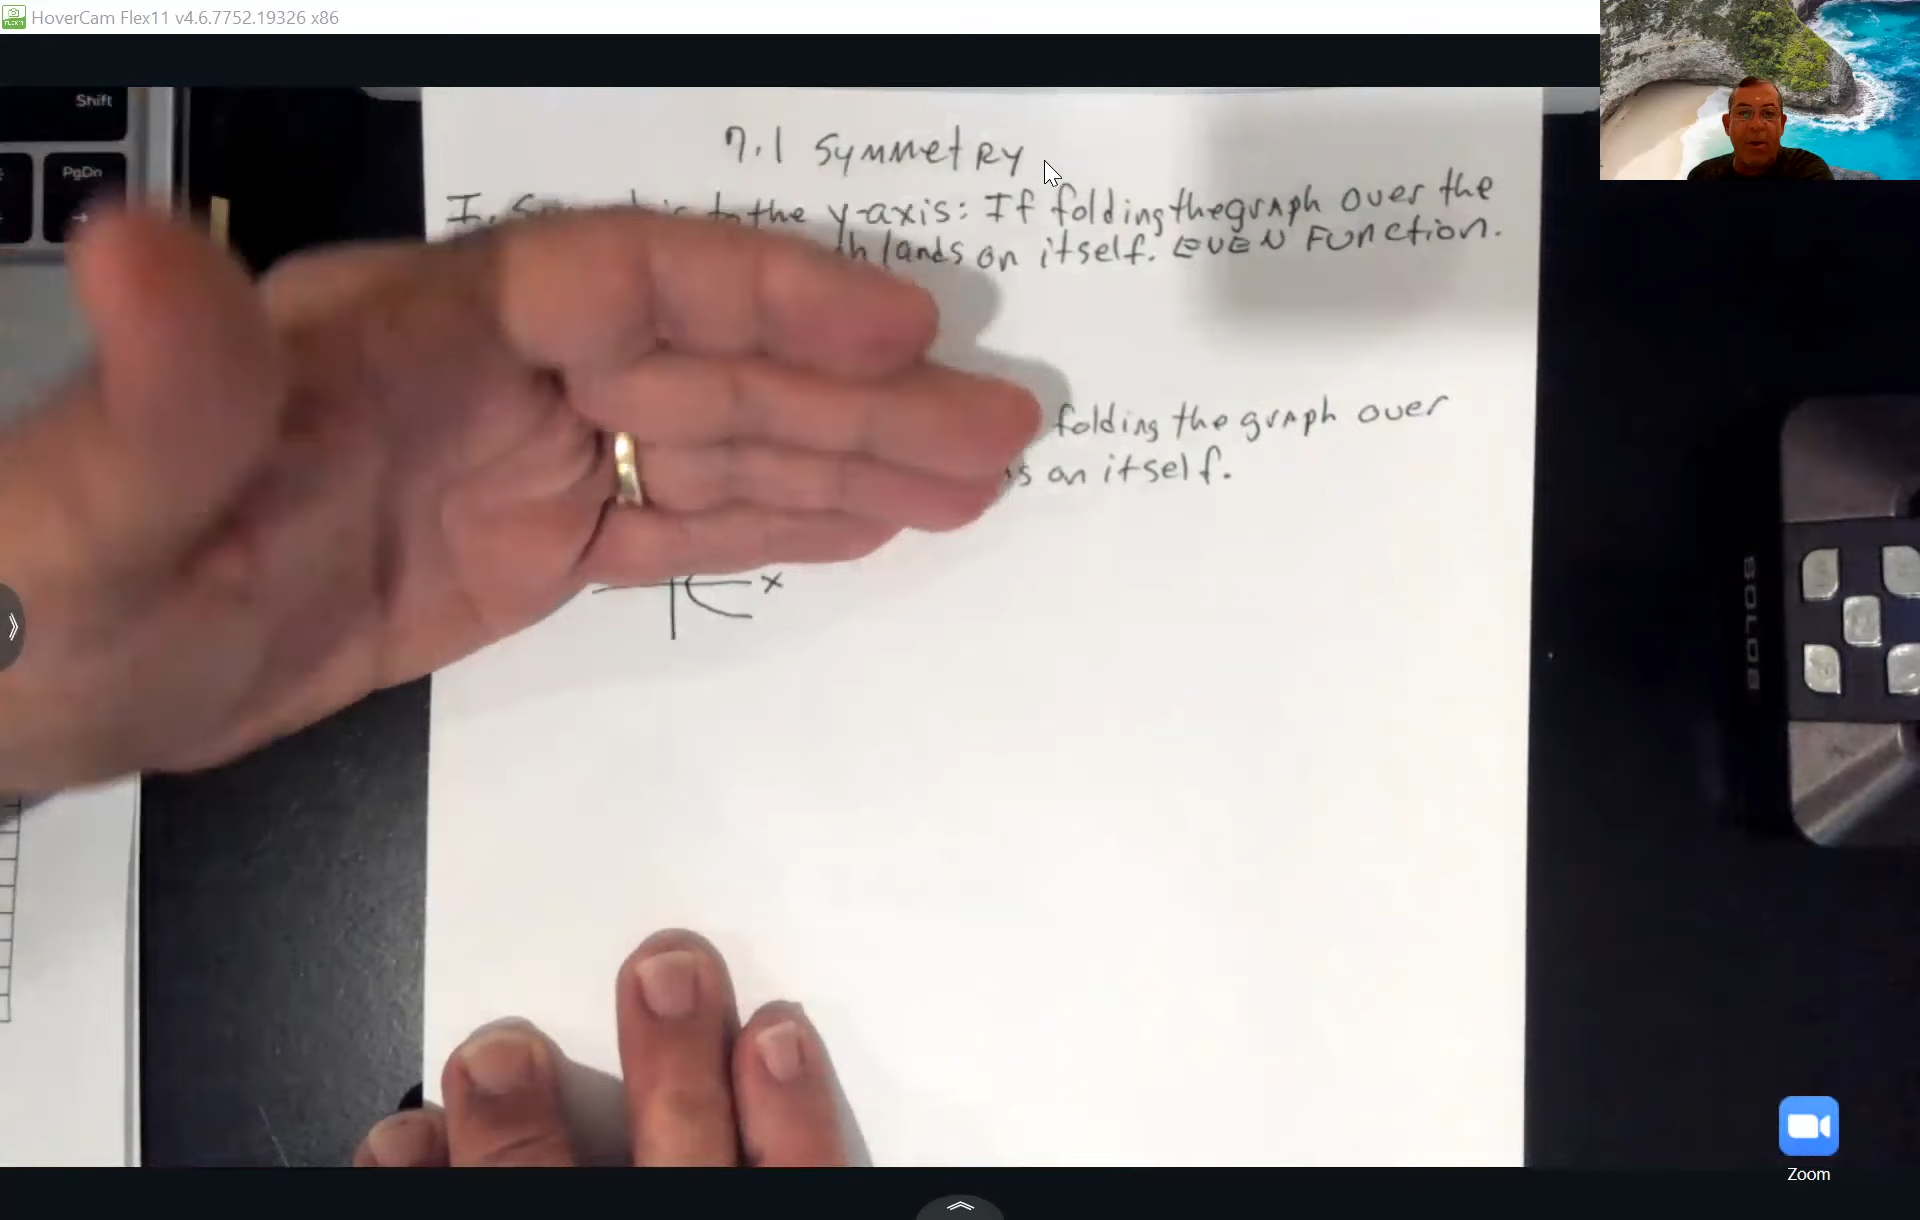 HoverCam Flex11 v4.6.7752.19326 x86
Shift
PgDn
7.1 Symmetry
I. the y-axis: If folding the graph over the
lands on itself. EVEN Function.
folding the graph over
on itself.
x
SOLO8
Zoom